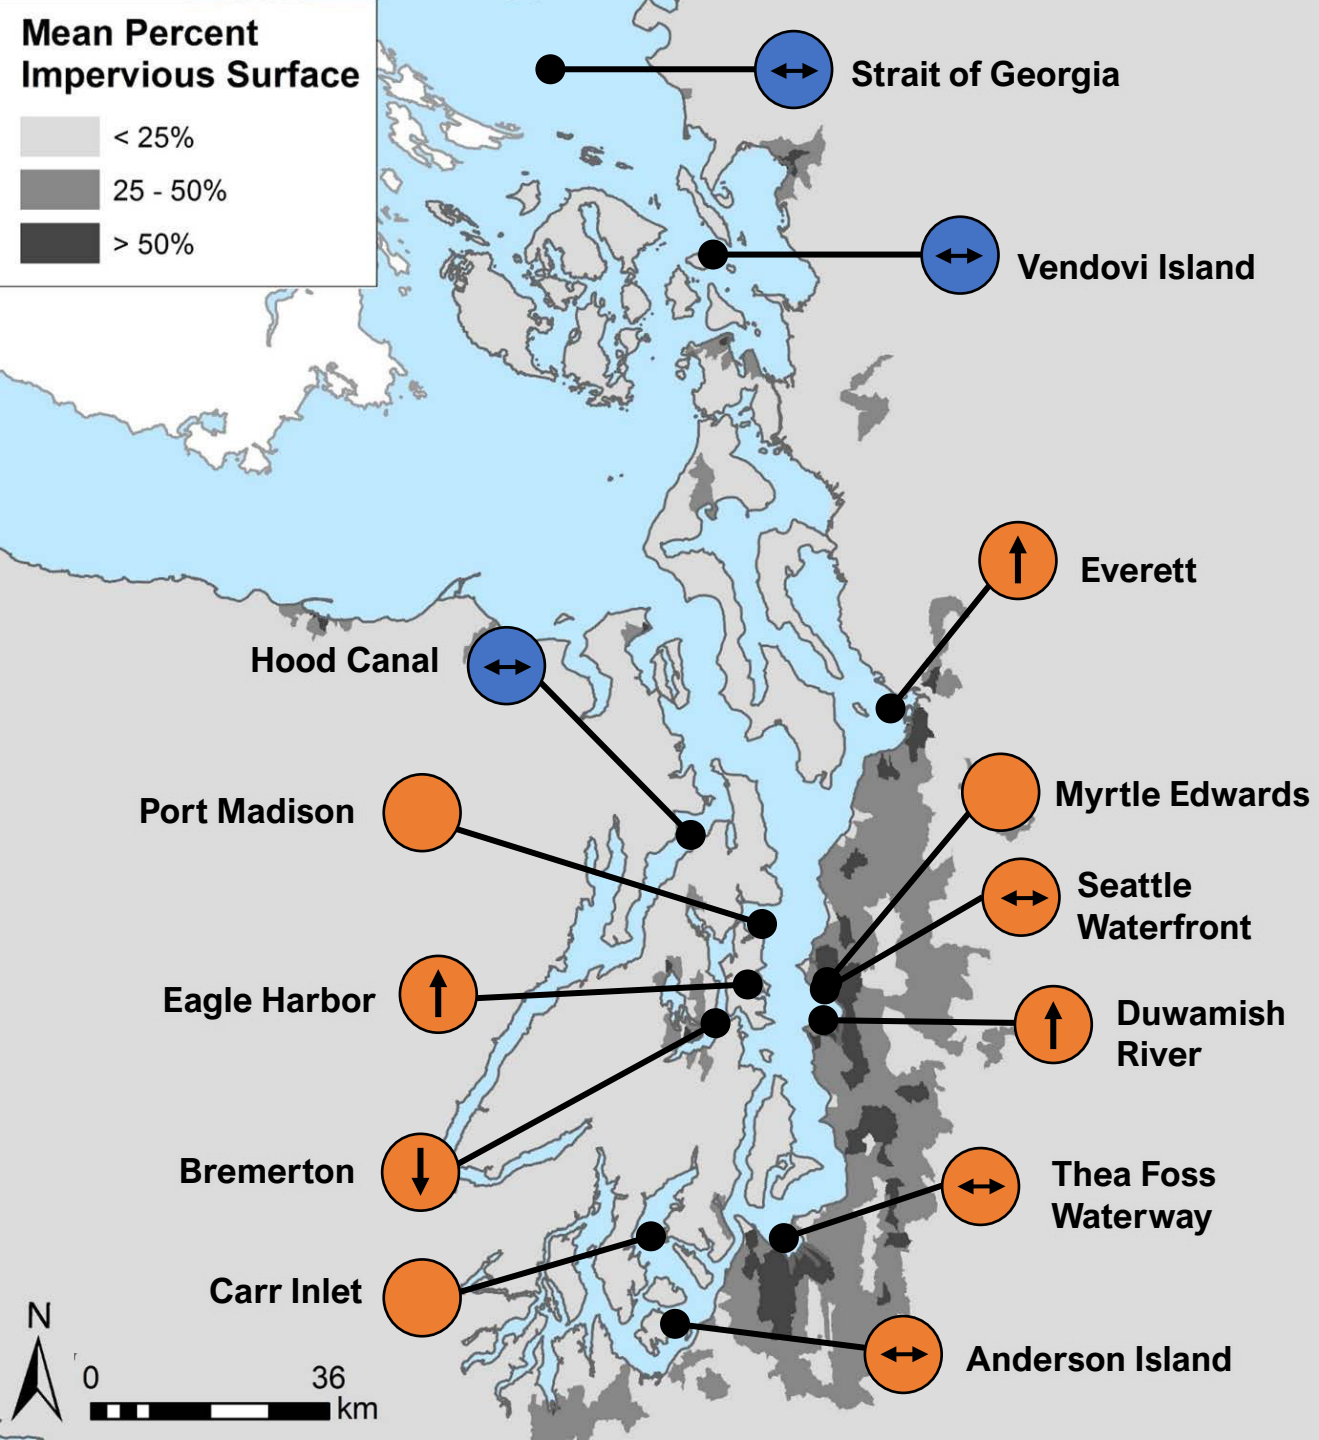 Mean Percent
Impervious Surface
< 25%
25 - 50%
> 50%
Strait of Georgia
Vendovi Island
Everett
Hood Canal
Myrtle Edwards
Port Madison
Seattle
Waterfront
Eagle Harbor
Duwamish
River
Bremerton
Thea Foss
Waterway
Carr Inlet
Anderson Island
N
0 36
km